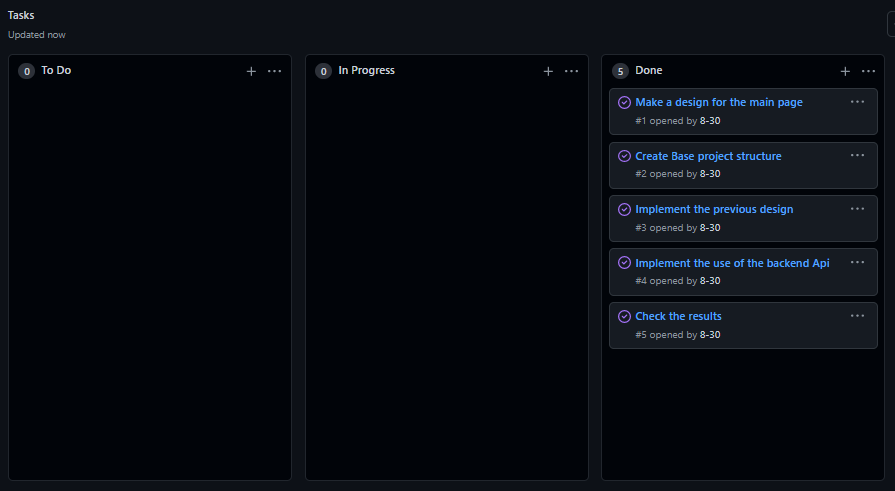 Tasks
Updated now
0 To Do
0 In Progress
5 Done
Make a design for the main page
#1 opened by 8-30
Create Base project structure
#2 opened by 8-30
Implement the previous design
#3 opened by 8-30
Implement the use of the backend Api
#4 opened by 8-30
Check the results
#5 opened by 8-30